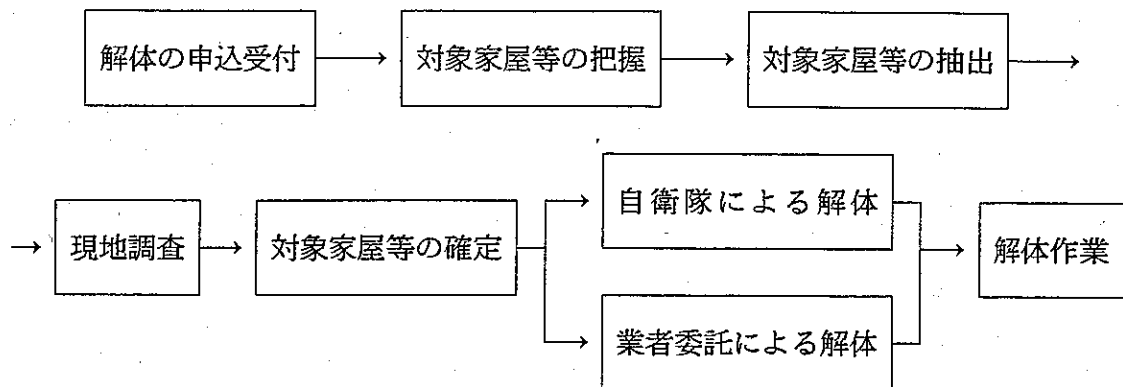 解体の申込受付
対象家屋等の把握
対象家屋等の抽出
現地調査
対象家屋等の確定
自衛隊による解体
業者委託による解体
解体作業